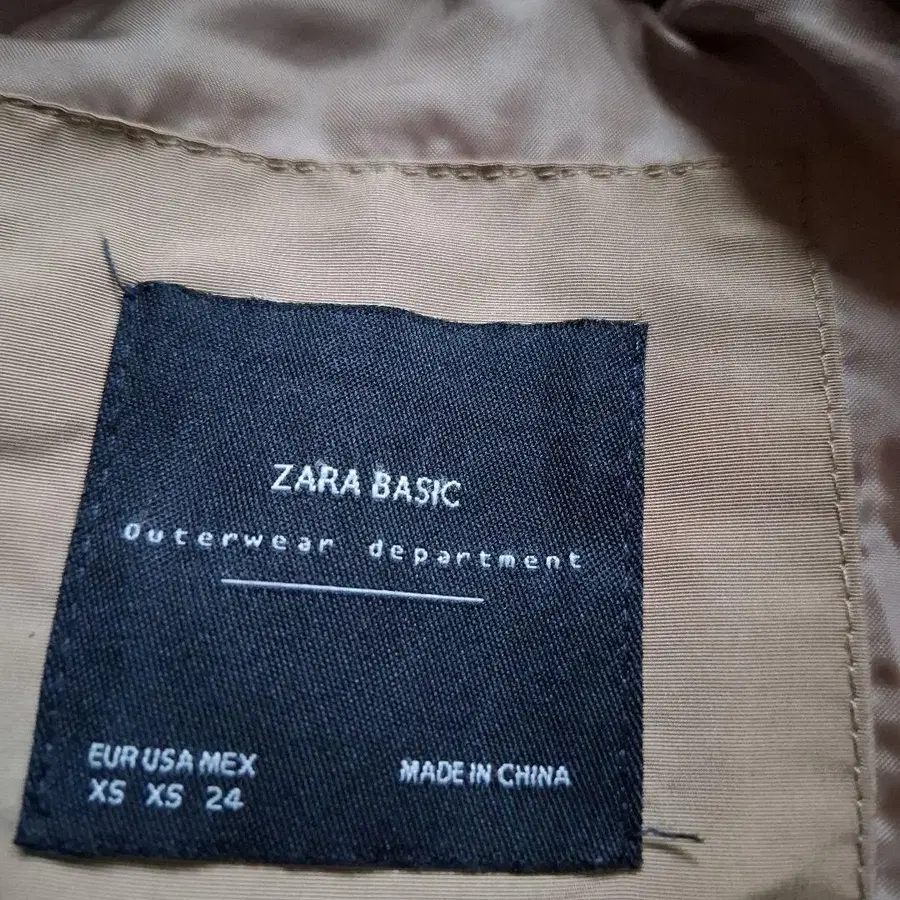 ZARA BASIC
Outerwear department
EUR USA MEX
XS XS 24
MADE IN CHINA